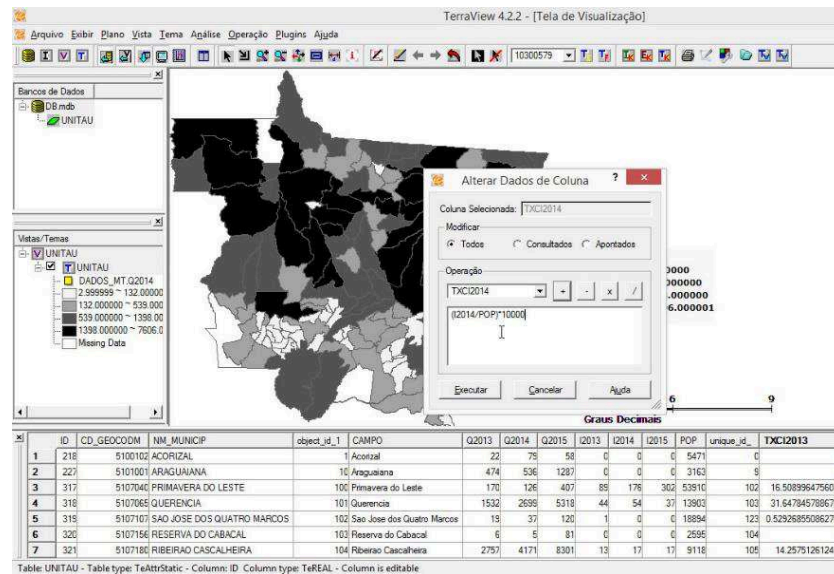 TerraView 4.2.2 - [Tela de Visualização]
Arquivo Exibir Plano Vista Tema Análise Operação Plugins Ajuda
10300579
Bancos de Dados
DB.mdb
UNITAU
Vistas/Temas
UNITAU
UNITAU
DADOS_MT.Q2014
2.999999 ~ 132.00000
132.000000 ~ 539.000
539.000000 ~ 1398.00
1398.000000 ~ 7606.0
Missing Data
Alterar Dados de Coluna
Coluna Selecionada: TXCI2014
Modificar
Todos Consultados Apontados
Operação
TXCI2014 + - x /
(I2014/POP)*10000
Executar Cancelar Ajuda
0000
000000
.000000
6.000001
6 9
Graus Decimais
ID CD_GEOCODM NM_MUNICIP object_id_1 CAMPO Q2013 Q2014 Q2015 I2013 I2014 I2015 POP unique_id_ TXCI2013
1 218 5100102 ACORIZAL 1 Acorizal 22 79 58 0 0 0 5471 0
2 227 5101001 ARAGUAIANA 10 Araguaiana 474 536 1287 0 0 0 3163 9
3 317 5107040 PRIMAVERA DO LESTE 100 Primavera do Leste 170 126 407 89 176 302 53910 102 16.50899647560
4 318 5107065 QUERENCIA 101 Querencia 1532 2699 5318 44 54 37 13903 103 31.64784578867
5 319 5107107 SAO JOSE DOS QUATRO MARCOS 102 Sao Jose dos Quatro Marcos 19 37 120 1 0 0 18894 123 0.5292685508627
6 320 5107156 RESERVA DO CABACAL 103 Reserva do Cabacal 6 5 81 0 0 0 2595 104
7 321 5107180 RIBEIRAO CASCALHEIRA 104 Ribeirao Cascalheira 2757 4171 8301 13 17 17 9118 105 14.2575126124
Table: UNITAU - Table type: TeAttrStatic - Column: ID Column type: TeREAL - Column is editable